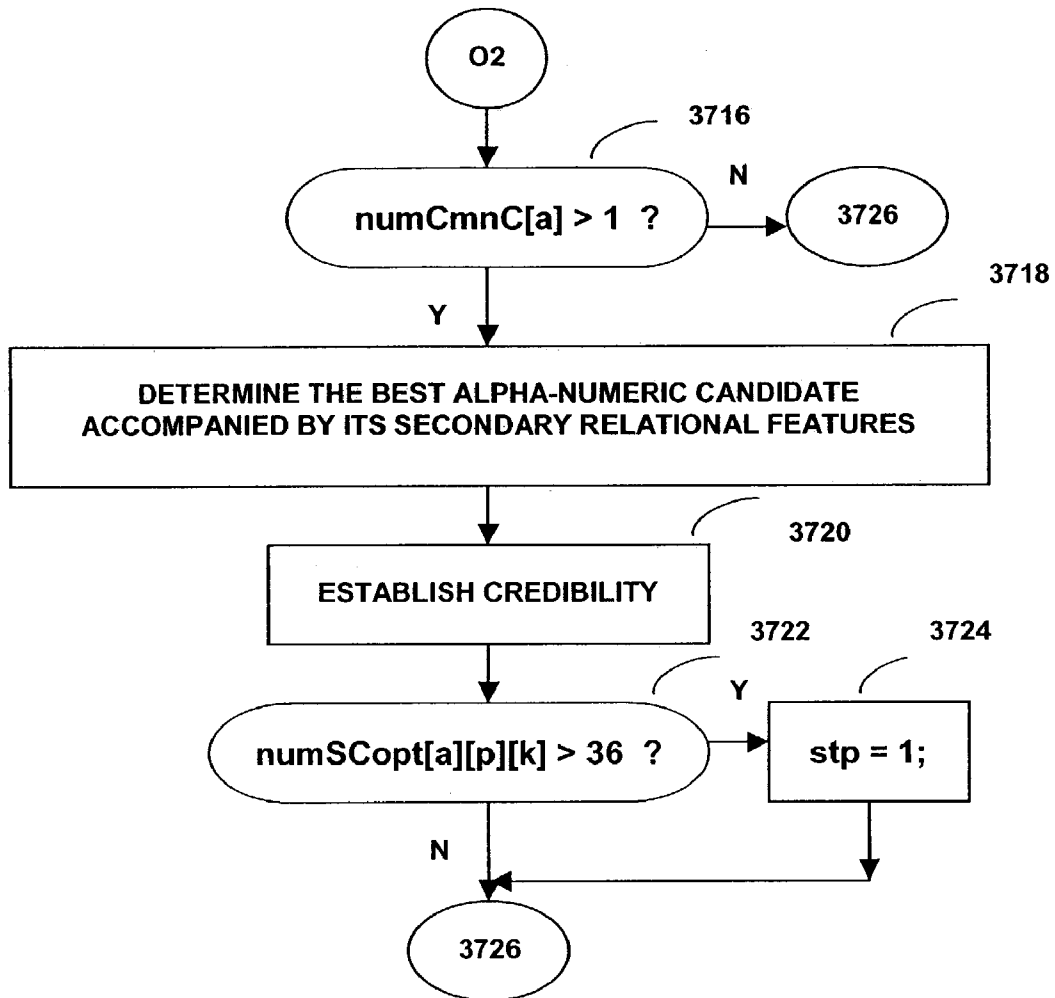 O2
3716
numCmnC[a] > 1 ?
N
3726
3718
Y
DETERMINE THE BEST ALPHA-NUMERIC CANDIDATE
ACCOMPANIED BY ITS SECONDARY RELATIONAL FEATURES
3720
ESTABLISH CREDIBILITY
3722
3724
Y
numSCopt[a][p][k] > 36 ?
stp = 1;
N
3726